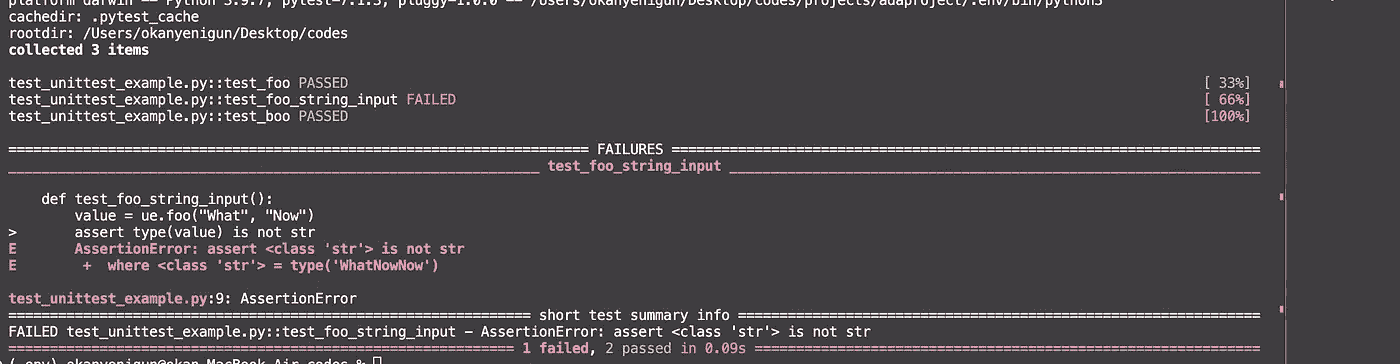 platform darwin -- Python 3.9.7, pytest-7.1.3, pluggy-1.0.0 -- /Users/okanyenigun/Desktop/codes/projects/adaproject/.env/bin/python3
cachedir: .pytest_cache
rootdir: /Users/okanyenigun/Desktop/codes
collected 3 items
test_unittest_example.py::test_foo PASSED [ 33%]
test_unittest_example.py::test_foo_string_input FAILED [ 66%]
test_unittest_example.py::test_boo PASSED [100%]
FAILURES
test_foo_string_input
def test_foo_string_input():
value = ue.foo("What", "Now")
> assert type(value) is not str
E AssertionError: assert <class 'str'> is not str
E + where <class 'str'> = type('WhatNowNow')
test_unittest_example.py:9: AssertionError
short test summary info
FAILED test_unittest_example.py::test_foo_string_input - AssertionError: assert <class 'str'> is not str
1 failed, 2 passed in 0.09s
(.env) okanyenigun@okan-MacBook-Air codes %